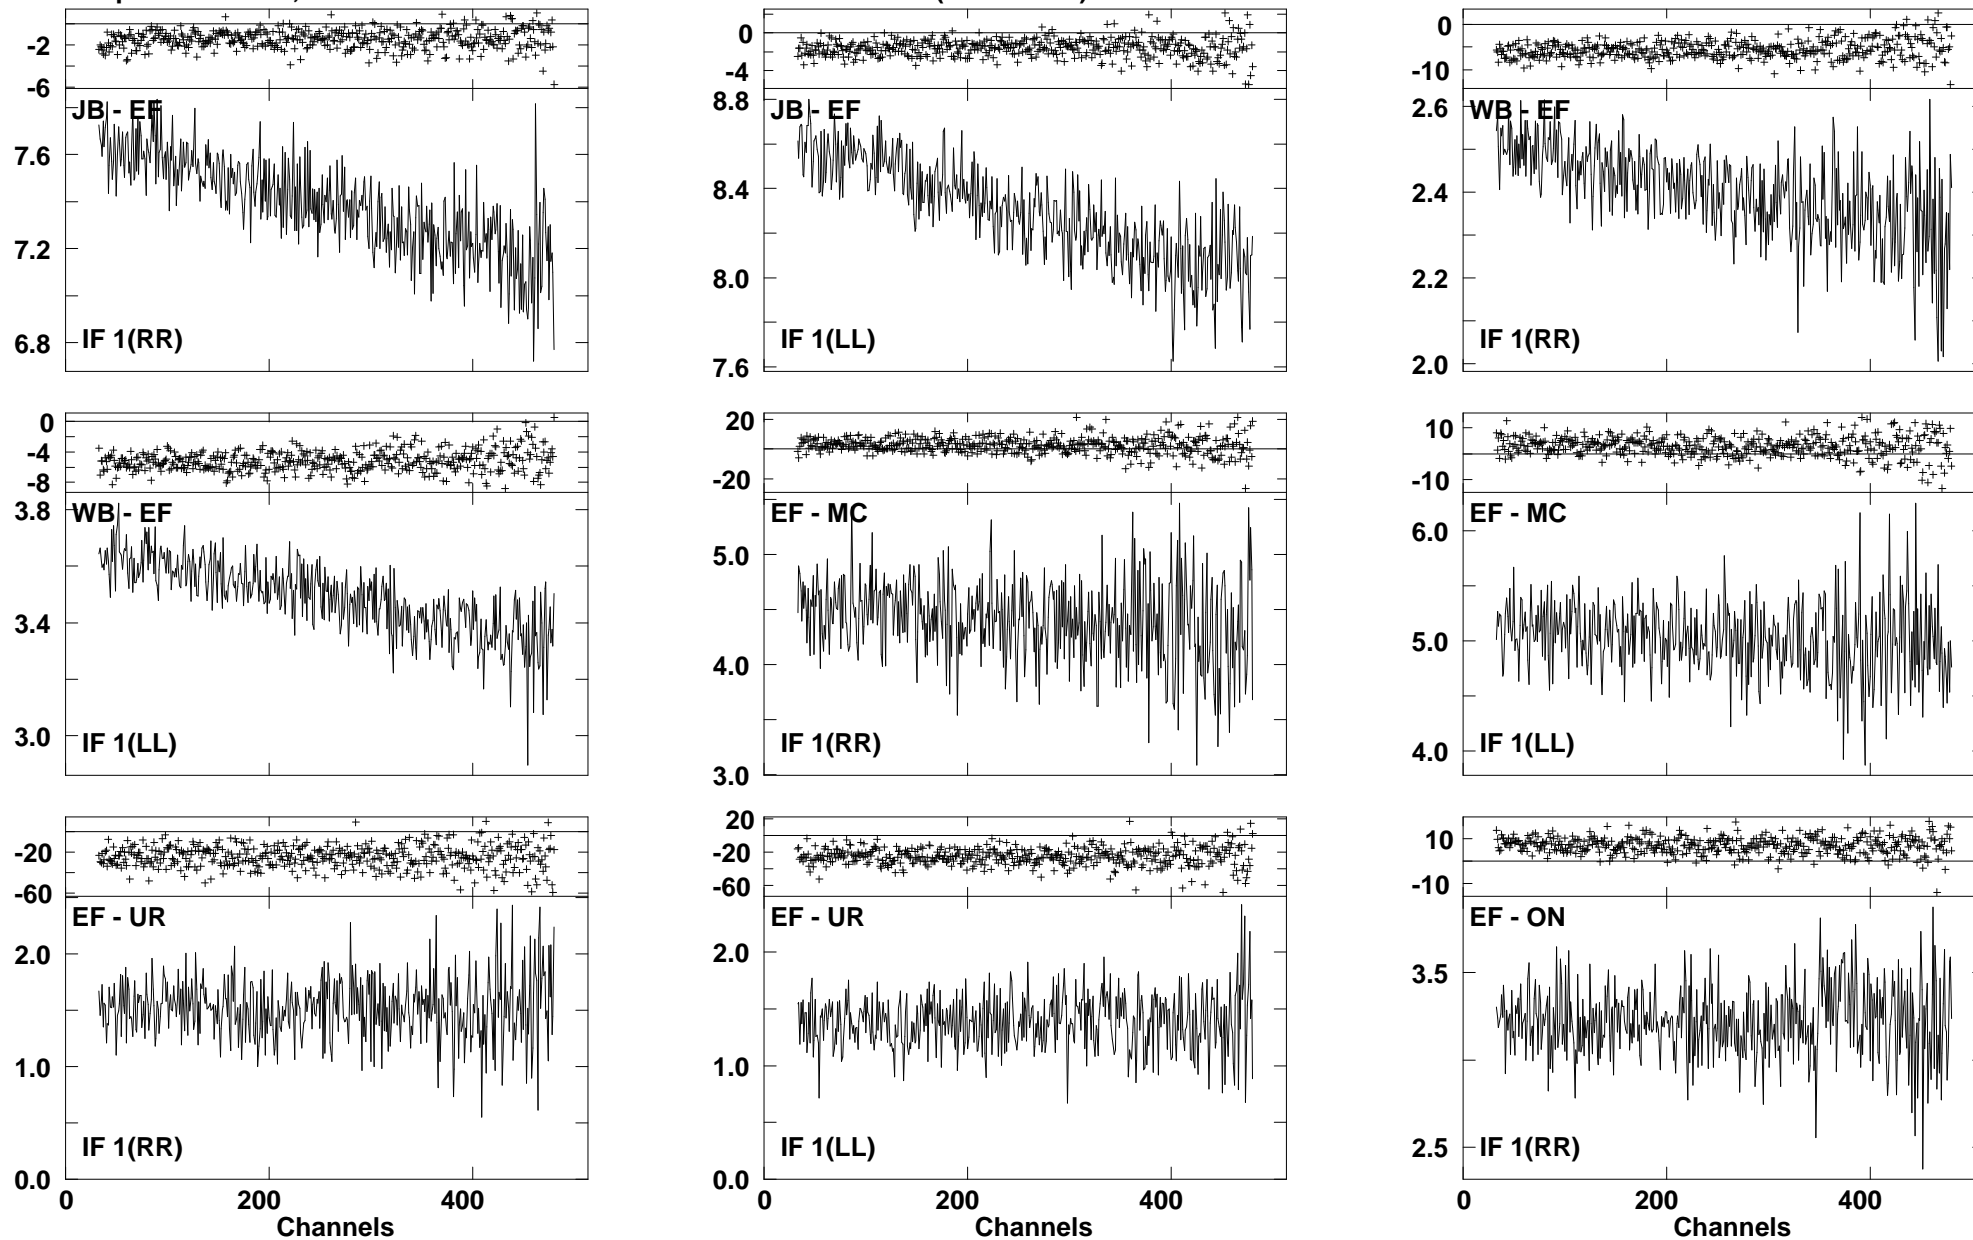 0 0
-2 0
-4 -10
-6
JB - EF JB - EF WB - EF
8.8 2.6
7.6
8.4 2.4
7.2
8.0 2.2
6.8
IF 1(RR) IF 1(LL) IF 1(RR)
7.6 2.0
0 20 10
-4
-8 -20 -10
3.8
WB - EF EF - MC EF - MC
5.0 6.0
3.4
4.0 5.0
3.0
IF 1(LL) IF 1(RR) IF 1(LL)
3.0 4.0
20
-20 -20 10
-60 -60 -10
EF - UR EF - UR EF - ON
2.0 2.0 3.5
1.0 1.0
IF 1(RR) IF 1(LL) IF 1(RR)
2.5
0.0 0.0
0 200 400 0 200 400 0 200 400
Channels Channels Channels